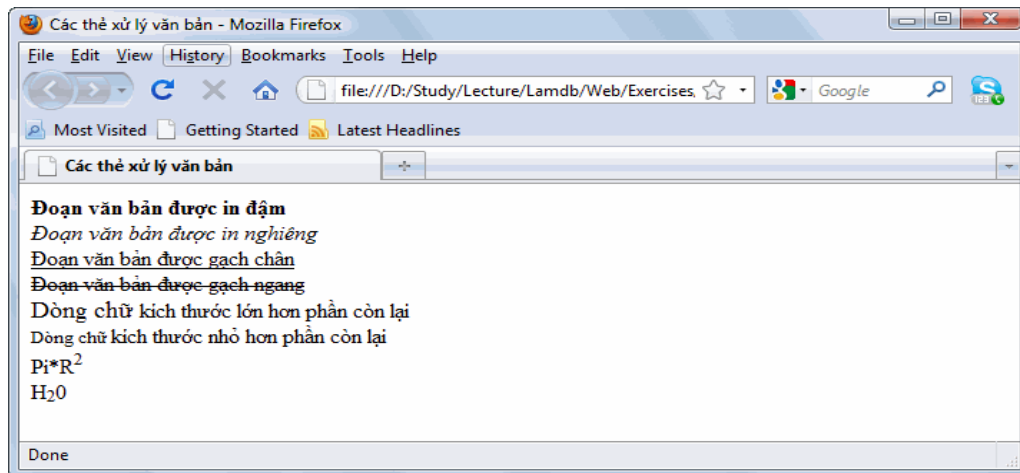 Các thẻ xử lý văn bản - Mozilla Firefox
File Edit View History Bookmarks Tools Help
file:///D:/Study/Lecture/Lamdb/Web/Exercises, Google
Most Visited Getting Started Latest Headlines
Các thẻ xử lý văn bản
Đoạn văn bản được in đậm
Đoạn văn bản được in nghiêng
Đoạn văn bản được gạch chân
Đoạn văn bản được gạch ngang
Dòng chữ kích thước lớn hơn phần còn lại
Dòng chữ kích thước nhỏ hơn phần còn lại
Pi*R2
H20
Done